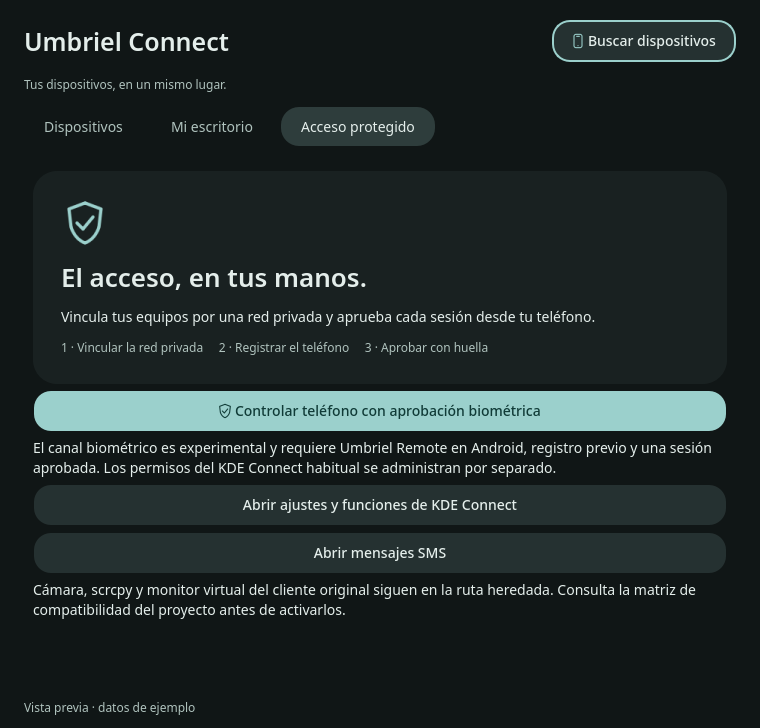 Umbriel Connect
Buscar dispositivos
Tus dispositivos, en un mismo lugar.
Dispositivos
Mi escritorio
Acceso protegido
El acceso, en tus manos.
Vincula tus equipos por una red privada y aprueba cada sesión desde tu teléfono.
1 · Vincular la red privada 2 · Registrar el teléfono 3 · Aprobar con huella
Controlar teléfono con aprobación biométrica
El canal biométrico es experimental y requiere Umbriel Remote en Android, registro previo y una sesión
aprobada. Los permisos del KDE Connect habitual se administran por separado.
Abrir ajustes y funciones de KDE Connect
Abrir mensajes SMS
Cámara, scrcpy y monitor virtual del cliente original siguen en la ruta heredada. Consulta la matriz de
compatibilidad del proyecto antes de activarlos.
Vista previa · datos de ejemplo